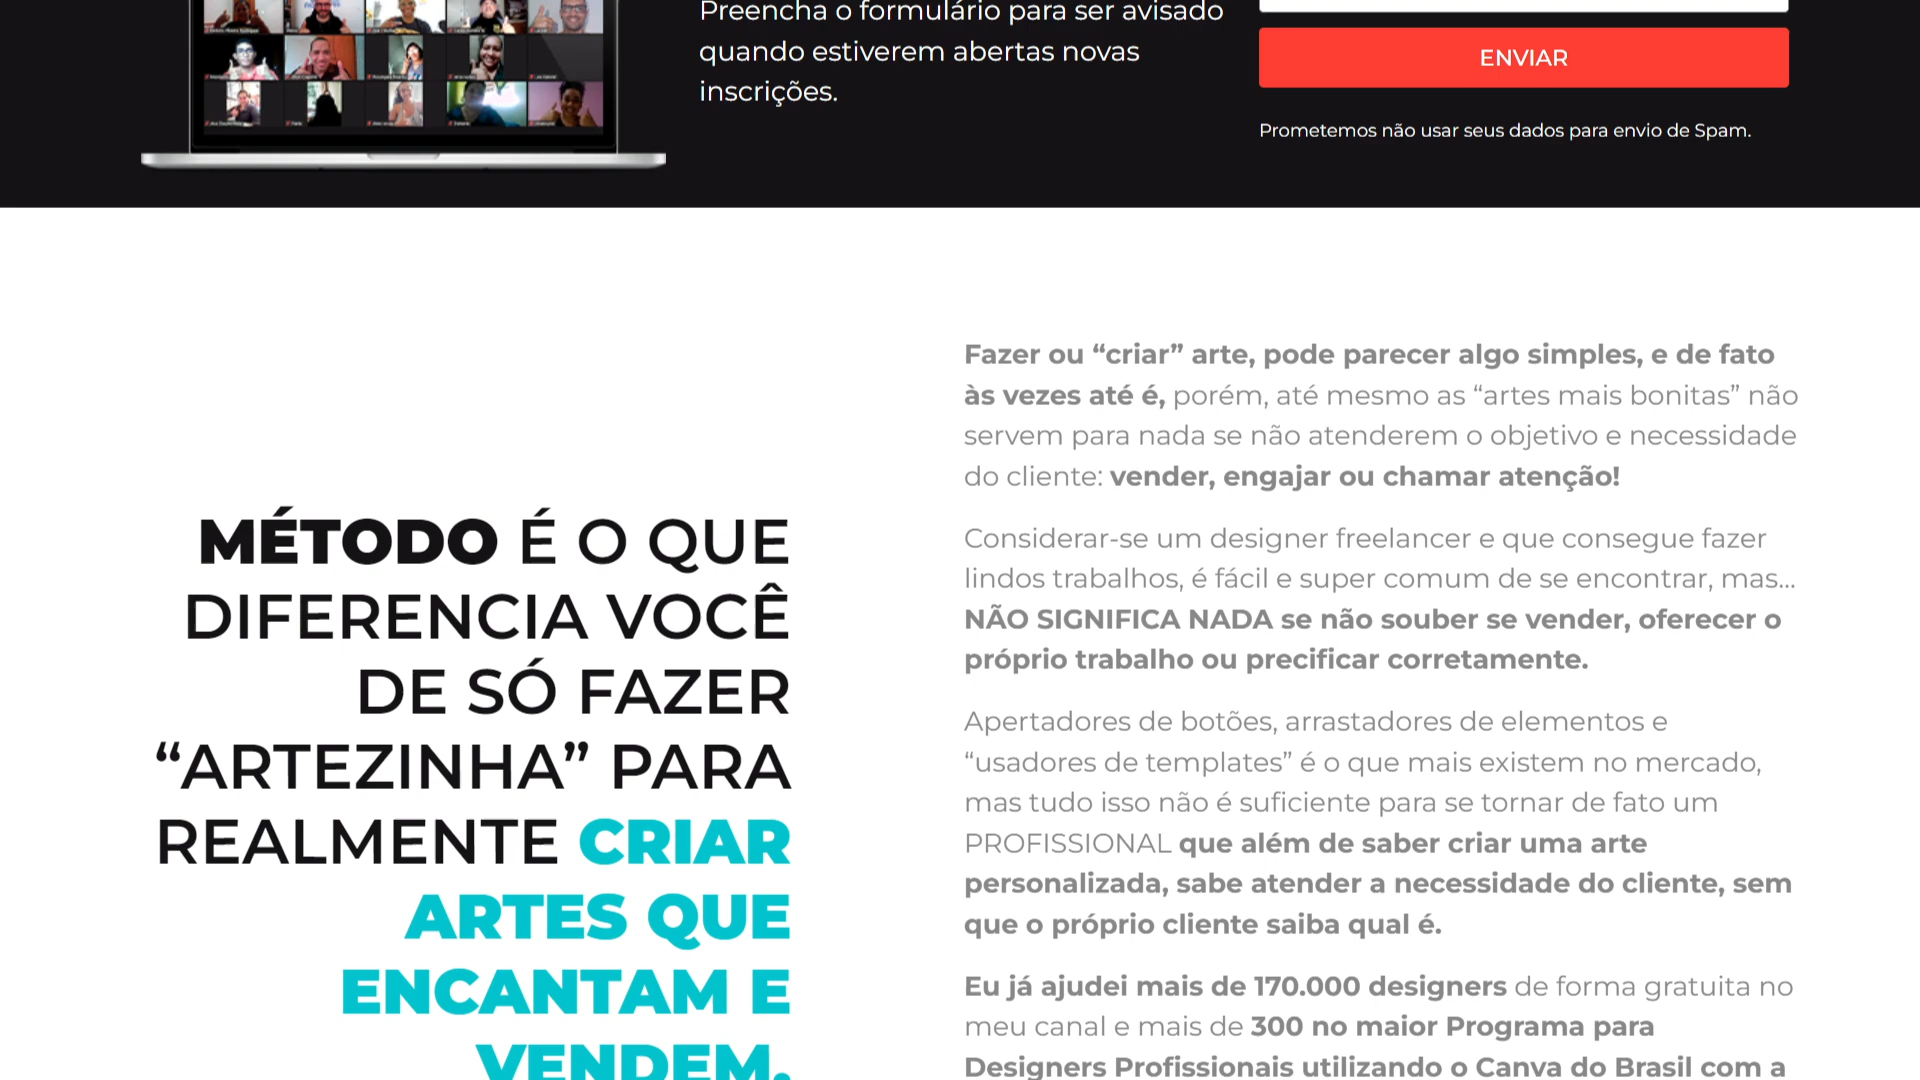 Preencha o formulário para ser avisado
quando estiverem abertas novas
inscrições.
ENVIAR
Prometemos não usar seus dados para envio de Spam.
MÉTODO É O QUE
DIFERENCIA VOCÊ
DE SÓ FAZER
“ARTEZINHA” PARA
REALMENTE CRIAR
ARTES QUE
ENCANTAM E
VENDEM.
Fazer ou “criar” arte, pode parecer algo simples, e de fato
às vezes até é, porém, até mesmo as “artes mais bonitas” não
servem para nada se não atenderem o objetivo e necessidade
do cliente: vender, engajar ou chamar atenção!
Considerar-se um designer freelancer e que consegue fazer
lindos trabalhos, é fácil e super comum de se encontrar, mas...
NÃO SIGNIFICA NADA se não souber se vender, oferecer o
próprio trabalho ou precificar corretamente.
Apertadores de botões, arrastadores de elementos e
“usadores de templates” é o que mais existem no mercado,
mas tudo isso não é suficiente para se tornar de fato um
PROFISSIONAL que além de saber criar uma arte
personalizada, sabe atender a necessidade do cliente, sem
que o próprio cliente saiba qual é.
Eu já ajudei mais de 170.000 designers de forma gratuita no
meu canal e mais de 300 no maior Programa para
Designers Profissionais utilizando o Canva do Brasil com a